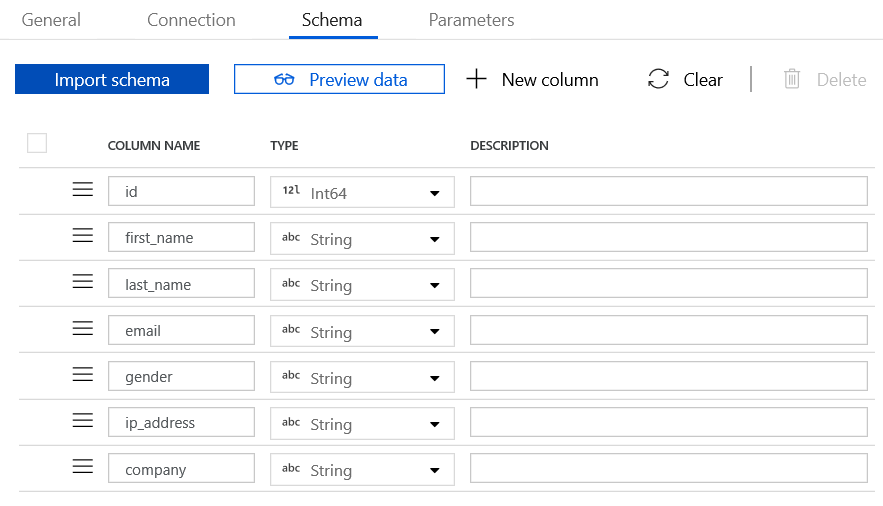 General Connection Schema Parameters
Import schema Preview data New column Clear Delete
COLUMN NAME TYPE DESCRIPTION
id 12l Int64
first_name abc String
last_name abc String
email abc String
gender abc String
ip_address abc String
company abc String